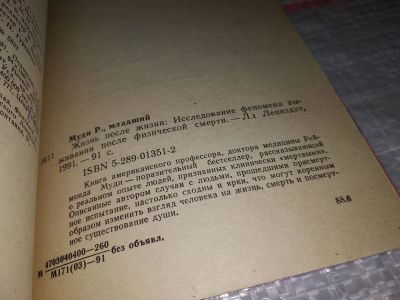 Муди Р., младший
М11 Жизнь после жизни: Исследование феномена вы-
живания после физической смерти.— Л.: Лениздат,
1991.— 91 с.
ISBN 5-289-01351-2
Книга американского профессора, доктора медицины Рей-
монда Муди — поразительный бестселлер, рассказывающий
о реальном опыте людей, признанных клинически «мертвыми».
Описанные автором случаи с людьми, прошедшими присмерт-
ное испытание, настолько сходны и ярки, что могут коренным
образом изменить взгляд человека на жизнь, смерть и посмерт-
ное существование души.
М 4703040400—260
М171(03)—91 без объявл.
88.6